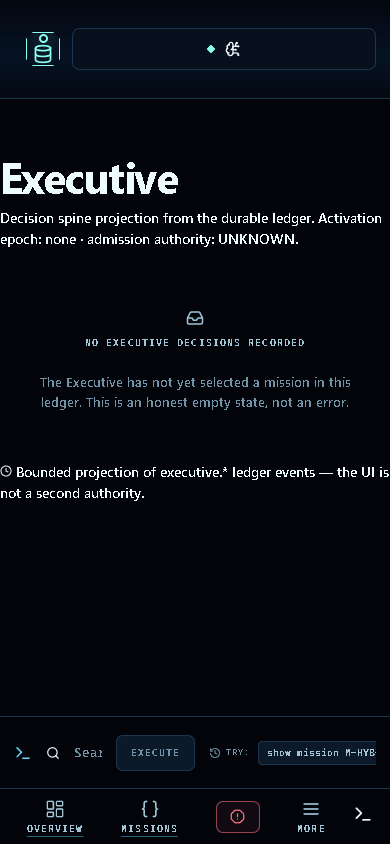 Executive
Decision spine projection from the durable ledger. Activation
epoch: none · admission authority: UNKNOWN.
NO EXECUTIVE DECISIONS RECORDED
The Executive has not yet selected a mission in this
ledger. This is an honest empty state, not an error.
Bounded projection of executive.* ledger events — the UI is
not a second authority.
Sear
EXECUTE
TRY:
show mission M-HYB
OVERVIEW
MISSIONS
MORE